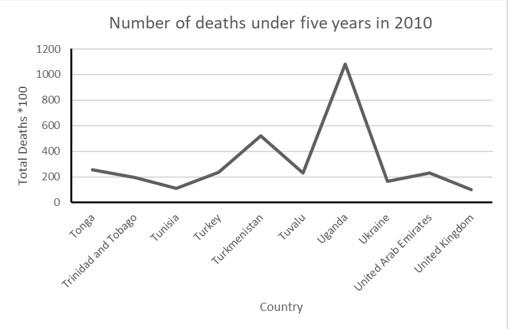 Number of deaths under five years in 2010
Total Deaths *100
1200
1000
800
600
400
200
0
Tonga
Trinidad and Tobago
Tunisia
Turkey
Turkmenistan
Tuvalu
Uganda
Ukraine
United Arab Emirates
United Kingdom
Country